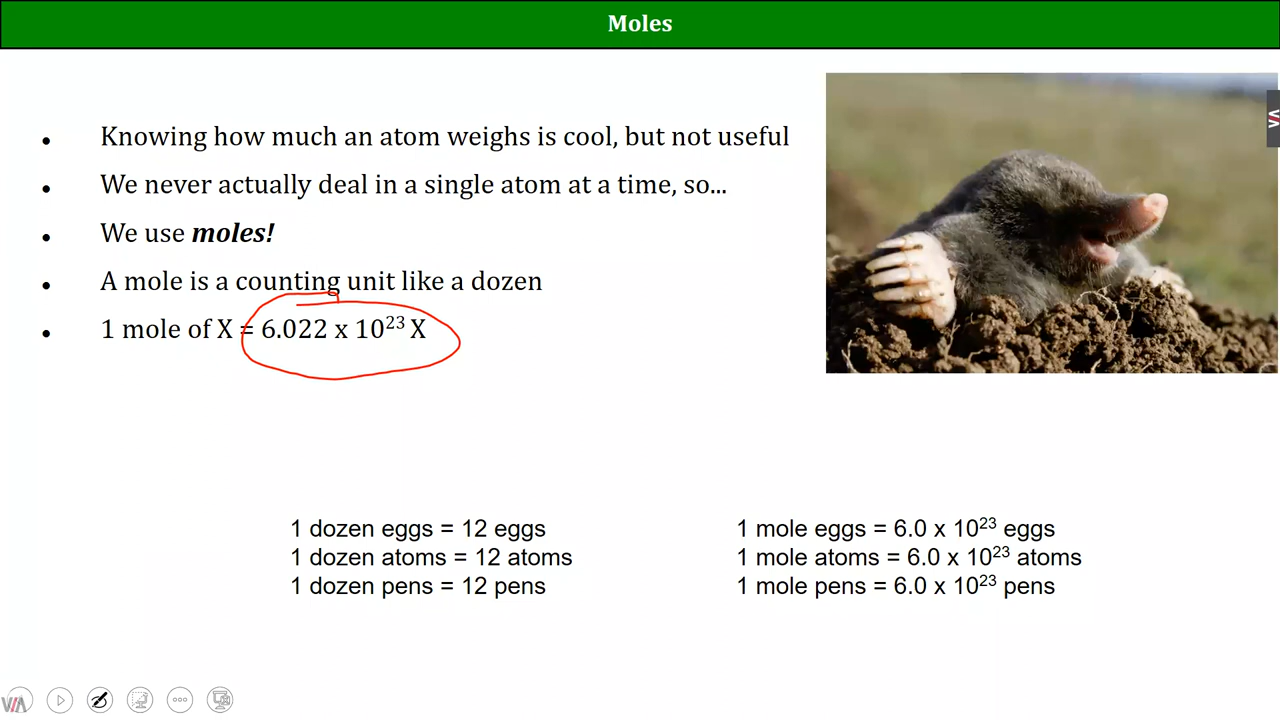 Moles
• Knowing how much an atom weighs is cool, but not useful
• We never actually deal in a single atom at a time, so...
• We use moles!
• A mole is a counting unit like a dozen
• 1 mole of X = 6.022 x 10²³ X
1 dozen eggs = 12 eggs
1 dozen atoms = 12 atoms
1 dozen pens = 12 pens
1 mole eggs = 6.0 x 10²³ eggs
1 mole atoms = 6.0 x 10²³ atoms
1 mole pens = 6.0 x 10²³ pens